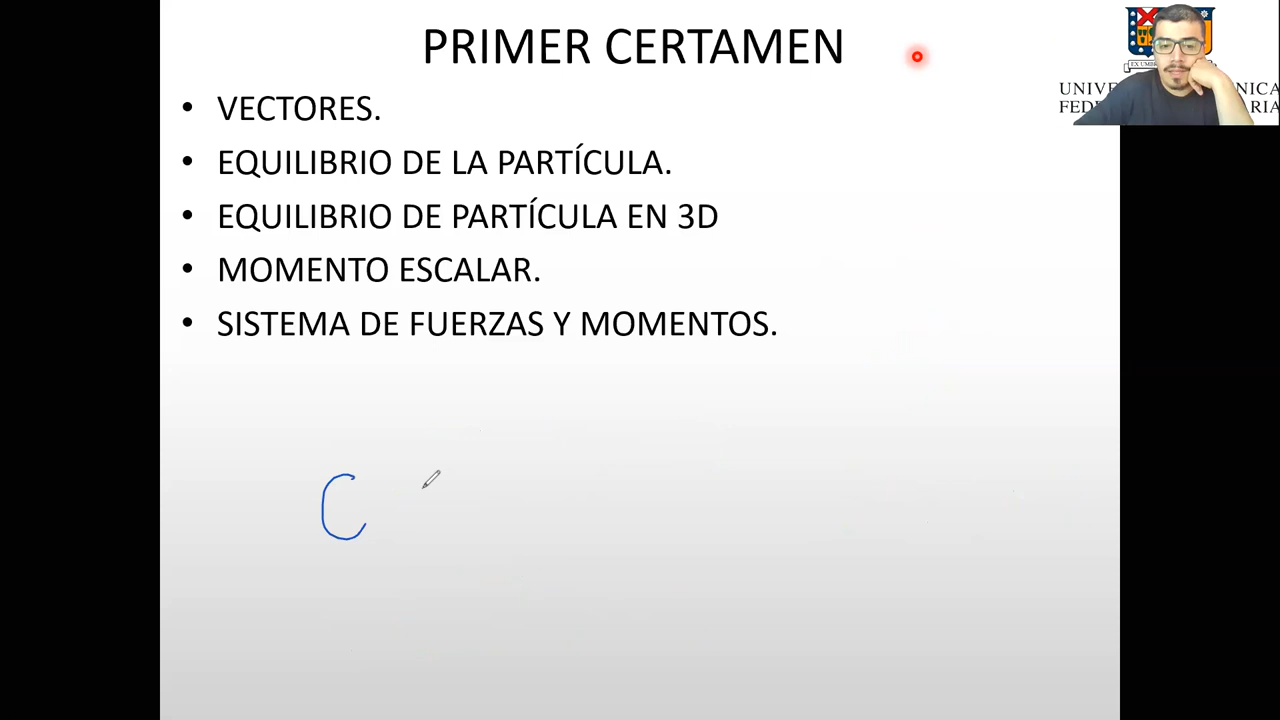 PRIMER CERTAMEN
• VECTORES.
• EQUILIBRIO DE LA PARTÍCULA.
• EQUILIBRIO DE PARTÍCULA EN 3D
• MOMENTO ESCALAR.
• SISTEMA DE FUERZAS Y MOMENTOS.
C